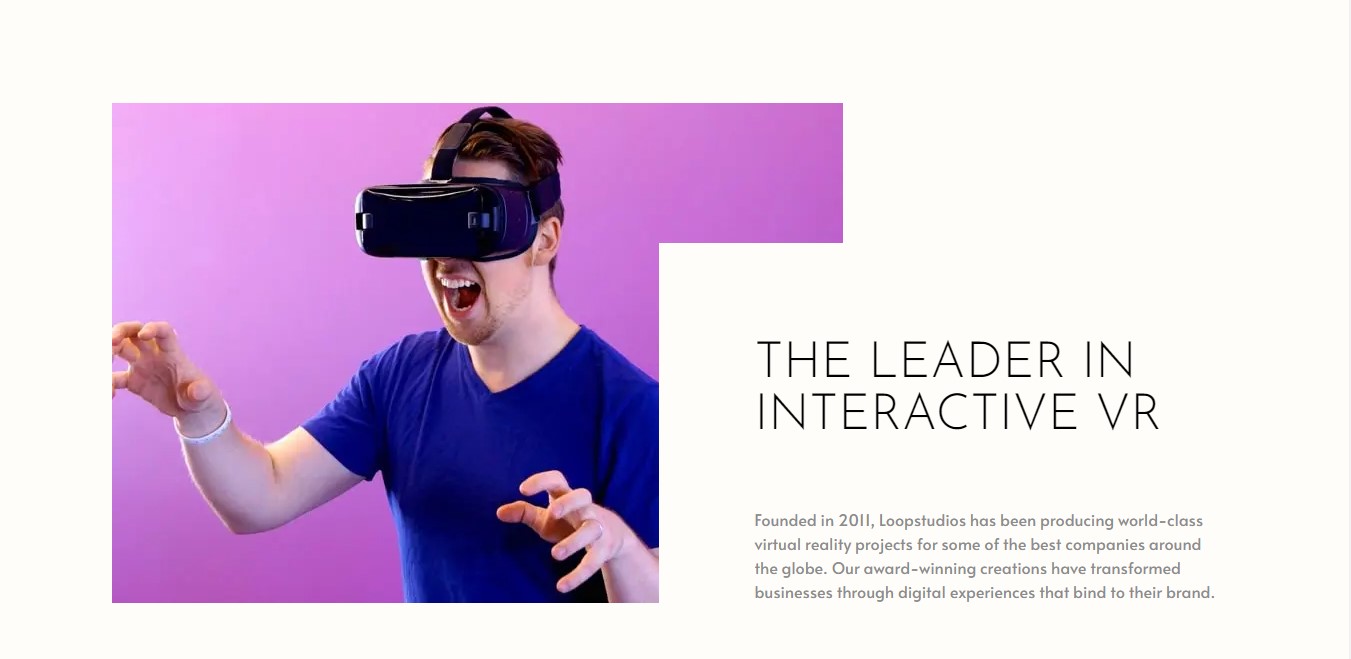 THE LEADER IN
INTERACTIVE VR
Founded in 2011, Loopstudios has been producing world-class
virtual reality projects for some of the best companies around
the globe. Our award-winning creations have transformed
businesses through digital experiences that bind to their brand.